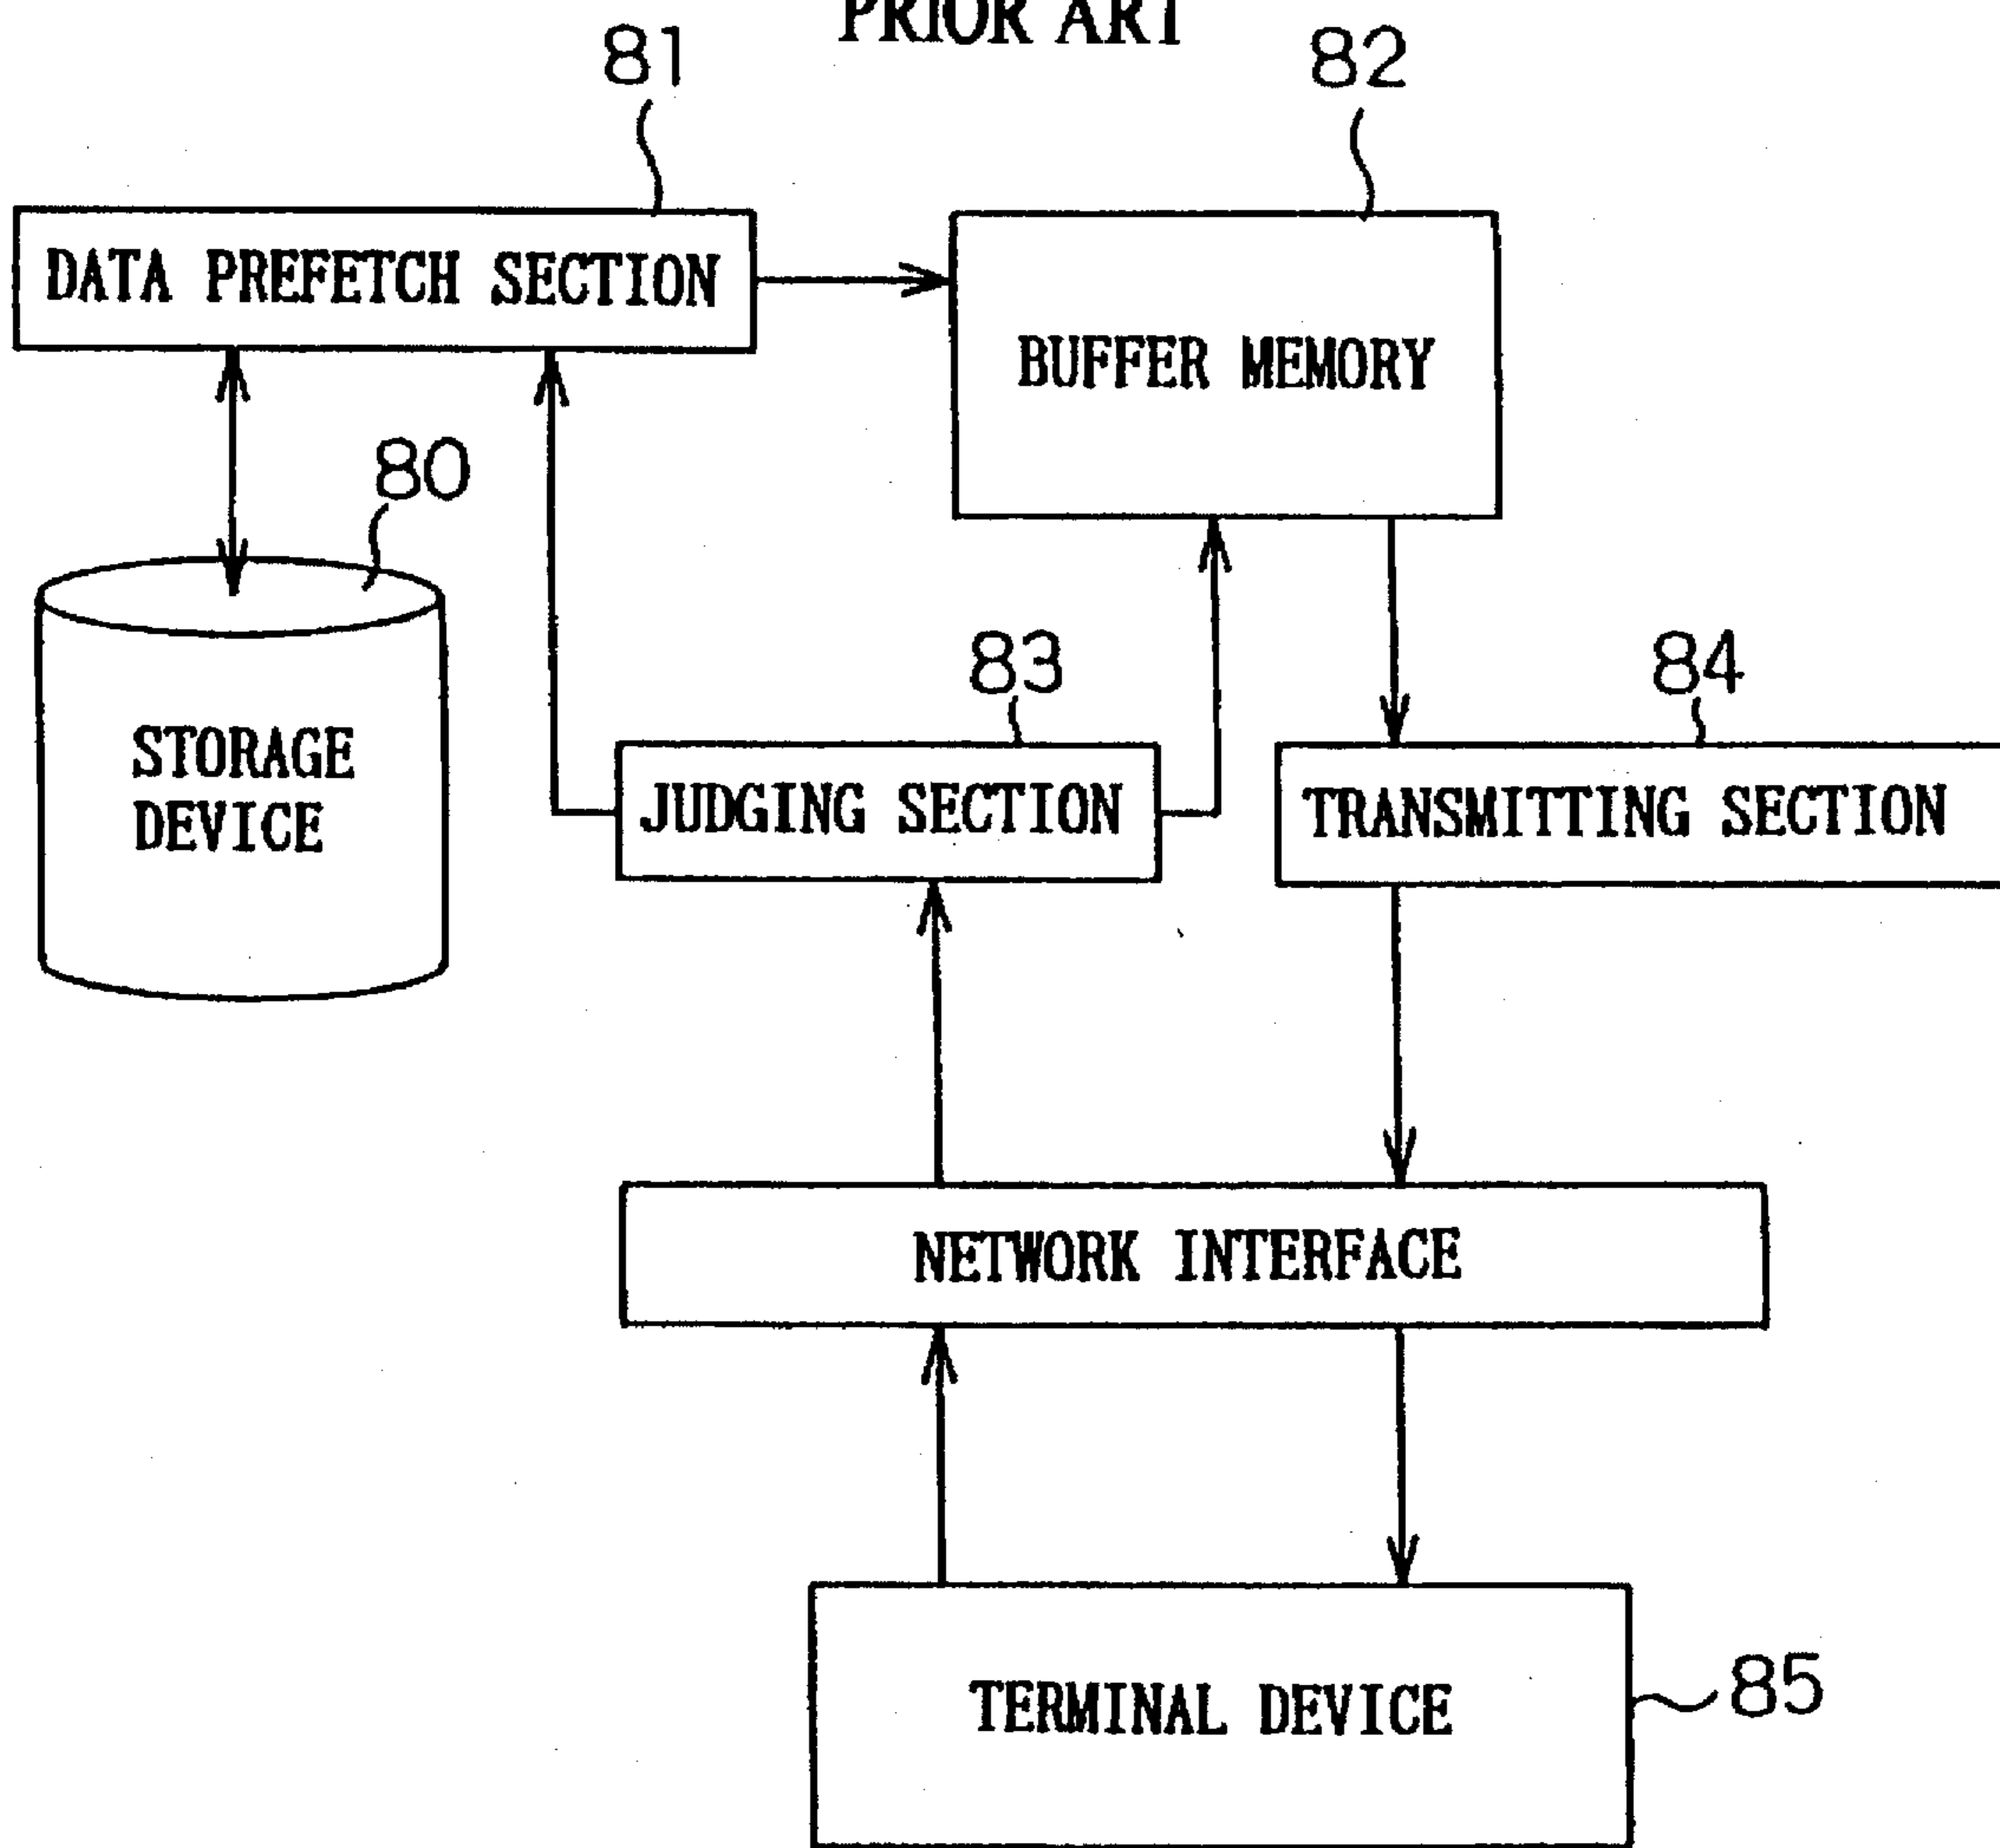 PRIOR ART
81
82
DATA PREFETCH SECTION
BUFFER MEMORY
80
STORAGE
DEVICE
83
84
JUDGING SECTION
TRANSMITTING SECTION
NETWORK INTERFACE
TERMINAL DEVICE
85